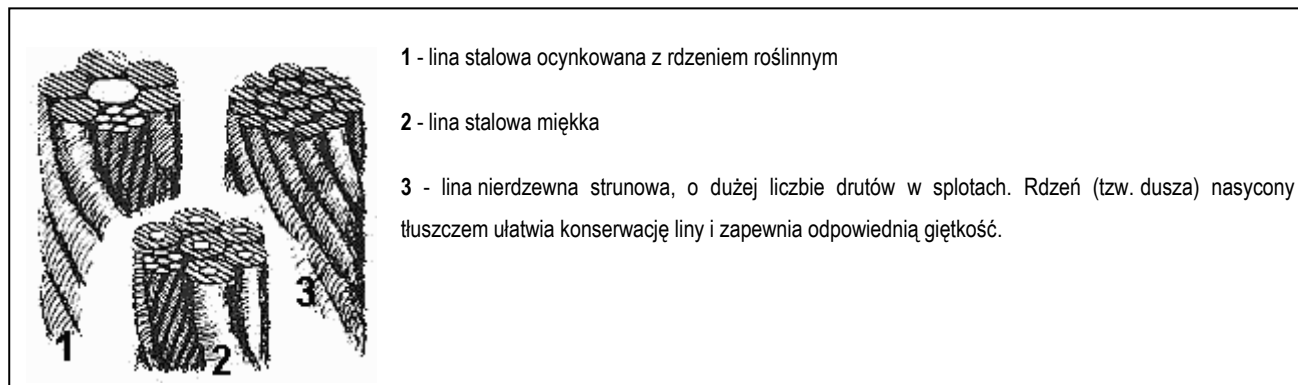 1 - lina stalowa ocynkowana z rdzeniem roślinnym
2 - lina stalowa miękka
3 - lina nierdzewna strunowa, o dużej liczbie drutów w splotach. Rdzeń (tzw. dusza) nasycony
tłuszczem ułatwia konserwację liny i zapewnia odpowiednią giętkość.
1
2
3